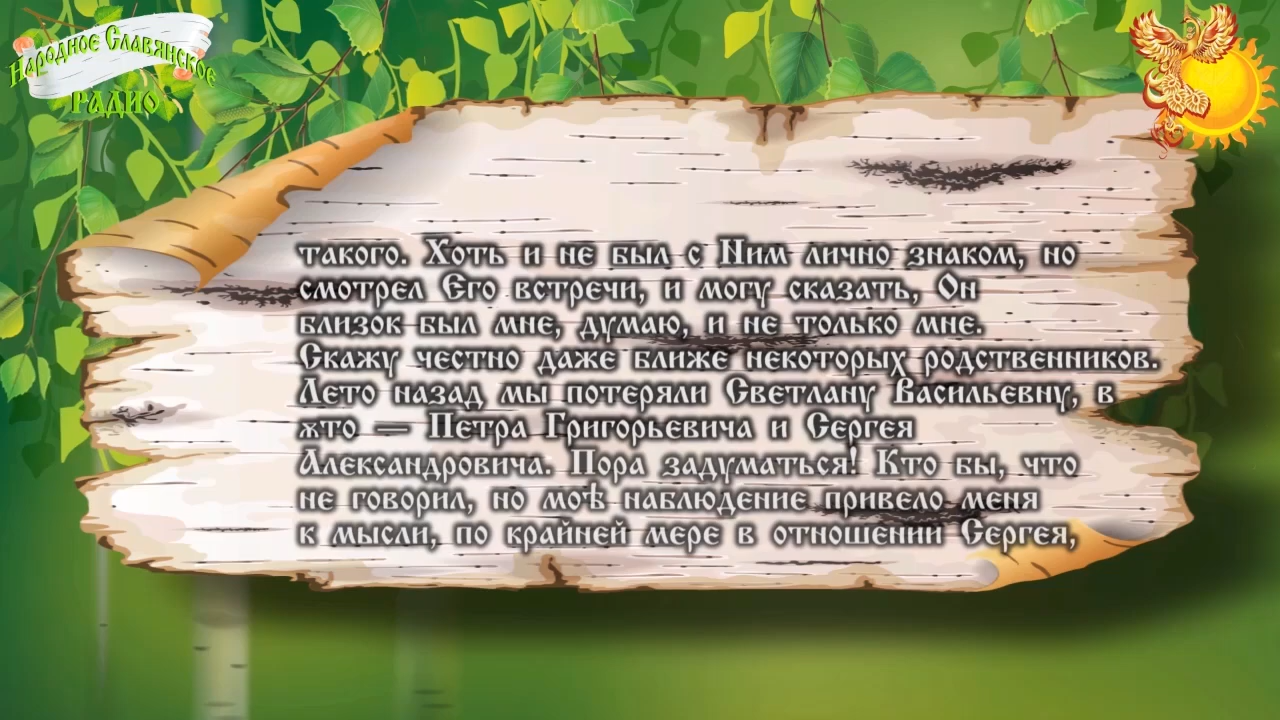 Народное Славянское
РАДИО
такого. Хоть и не был с Ним лично знаком, но
смотрел Его встречи, и могу сказать, Он
близок был мне, думаю, и не только мне.
Скажу честно даже ближе некоторых родственников.
Лето назад мы потеряли Светлану Васильевну, в
ѫто — Петра Григорьевича и Сергея
Александровича. Пора задуматься! Кто бы, что
не говорил, но моѣ наблюдение привело меня
к мысли, по крайней мере в отношении Сергея,